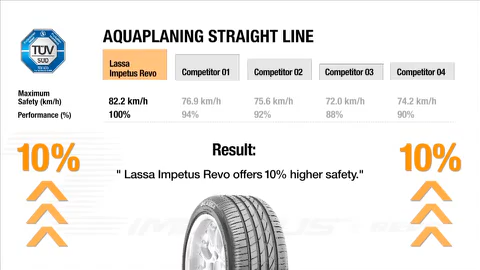 AQUAPLANING STRAIGHT LINE
TÜV
SÜD
Lassa
Impetus Revo
Competitor 01
Competitor 02
Competitor 03
Competitor 04
Maximum
Safety (km/h)
82.2 km/h
76.9 km/h
75.6 km/h
72.0 km/h
74.2 km/h
Performance (%)
100%
94%
92%
88%
90%
10%
Result:
10%
" Lassa Impetus Revo offers 10% higher safety."